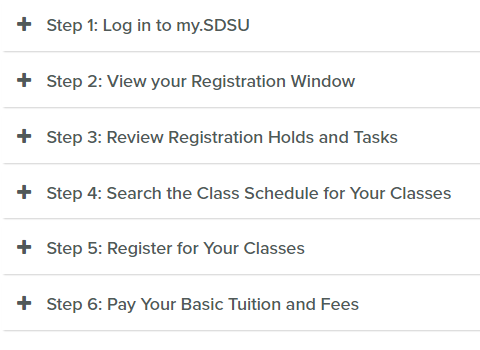 Step 1: Log in to my.SDSU
Step 2: View your Registration Window
Step 3: Review Registration Holds and Tasks
Step 4: Search the Class Schedule for Your Classes
Step 5: Register for Your Classes
Step 6: Pay Your Basic Tuition and Fees